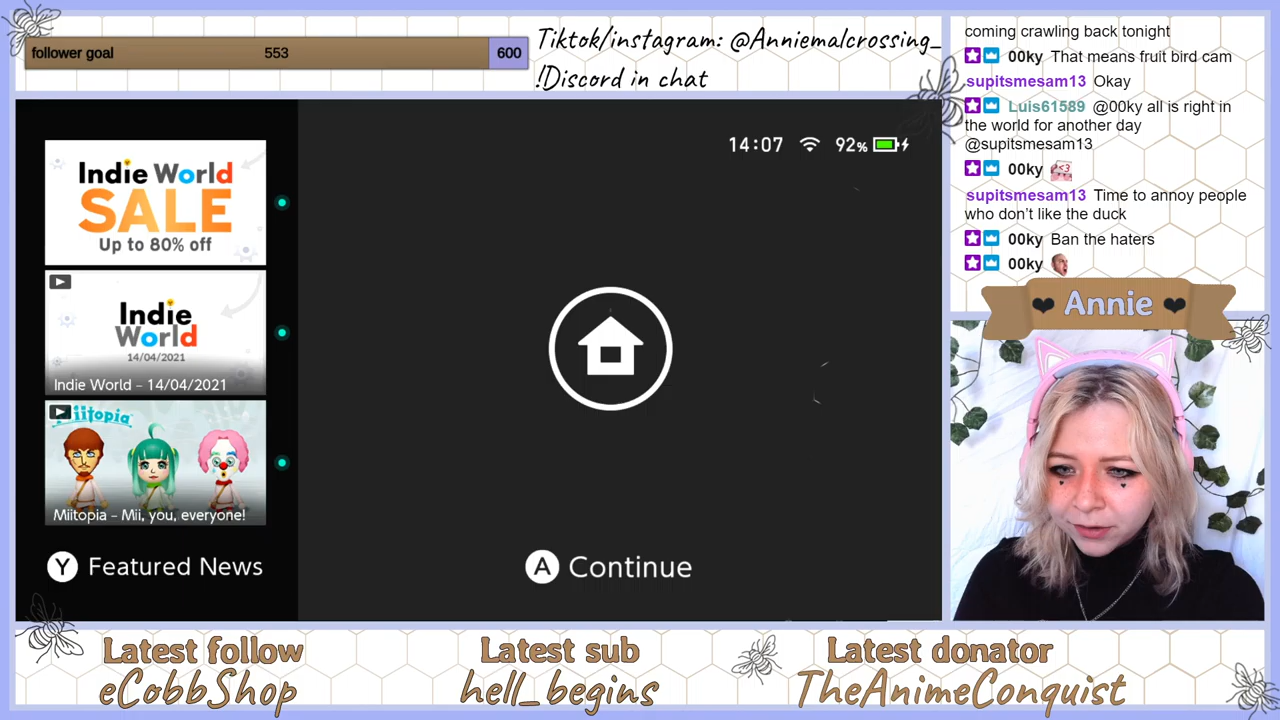 follower goal 553 600
Tiktok/instagram: @Anniemalcrossing_
!Discord in chat
Indie World
SALE
Up to 80% off
Indie
World
14/04/2021
Indie World – 14/04/2021
Miitopia
Miitopia – Mii, you, everyone!
Y Featured News
14:07 92%
A Continue
coming crawling back tonight
00ky That means fruit bird cam
supitsmesam13 Okay
Luis61589 @00ky all is right in
the world for another day
@supitsmesam13
00ky <3
supitsmesam13 Time to annoy people
who don't like the duck
00ky Ban the haters
00ky
Annie
Latest follow
eCobbShop
Latest sub
hell_begins
Latest donator
TheAnimeConquist